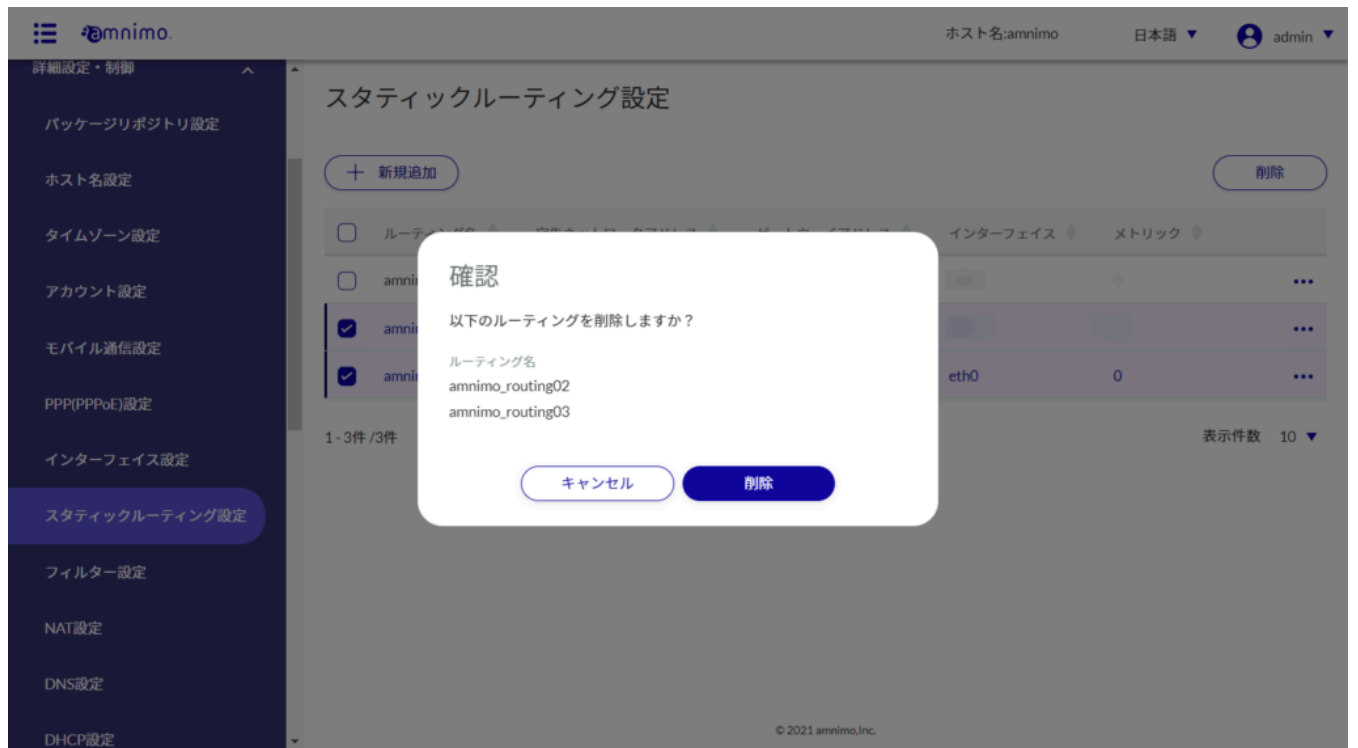 amnimo.
ホスト名:amnimo
日本語
admin
詳細設定・制御
パッケージリポジトリ設定
ホスト名設定
タイムゾーン設定
アカウント設定
モバイル通信設定
PPP(PPPoE)設定
インターフェイス設定
スタティックルーティング設定
フィルター設定
NAT設定
DNS設定
DHCP設定
スタティックルーティング設定
新規追加
削除
インターフェイス メトリック
確認
以下のルーティングを削除しますか？
ルーティング名
amnimo_routing02
amnimo_routing03
キャンセル
削除
eth0 0
1 - 3件 /3件
表示件数 10
© 2021 amnimo,Inc.